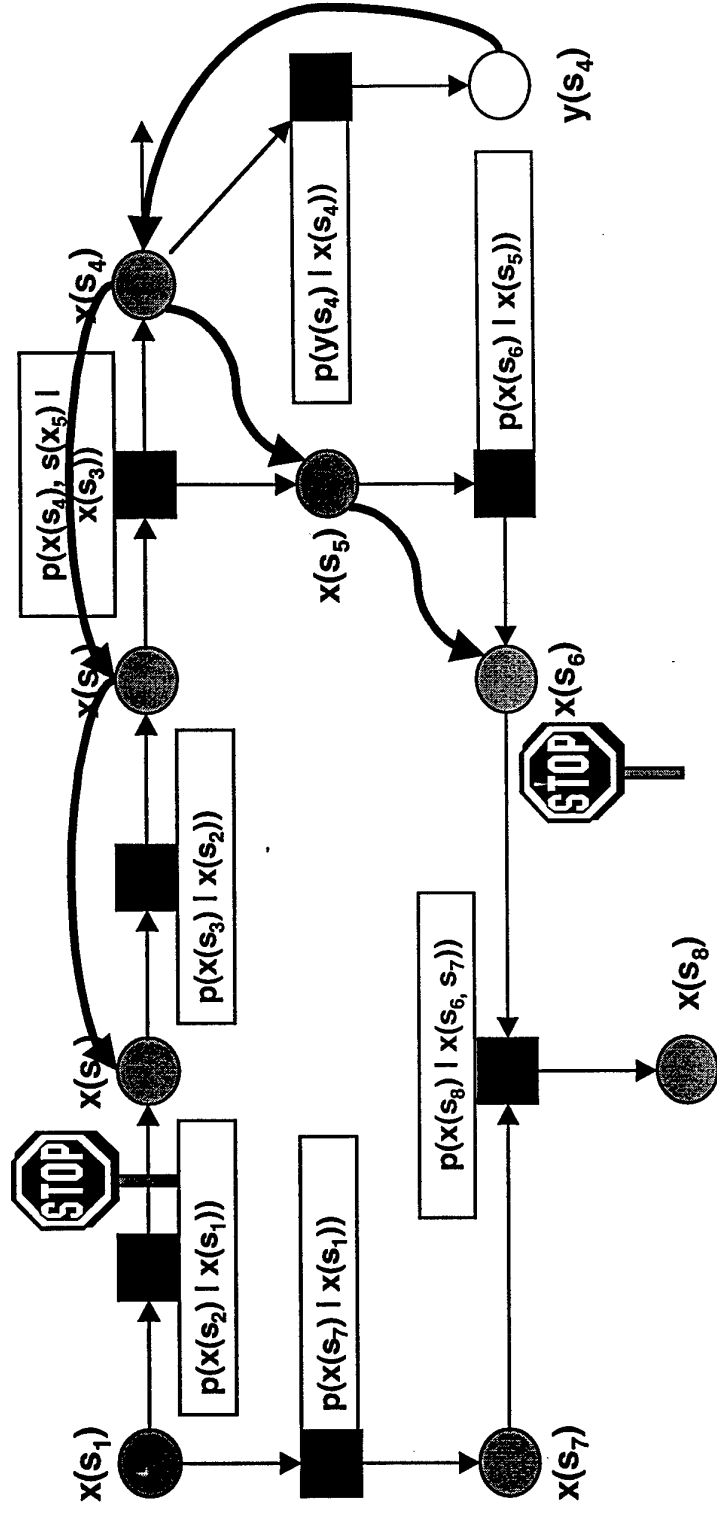 x(s₁)
p(x(s₂) | x(s₁))
STOP
x(s
p(x(s₃) | x(s₂))
x(s
p(x(s₄), s(x₅) |
x(s₃))
x(s₄)
p(x(s₇) | x(s₁))
x(s₅)
p(y(s₄) | x(s₄))
y(s₄)
x(s₇)
p(x(s₈) | x(s₆, s₇))
x(s₆)
STOP
p(x(s₆) | x(s₅))
x(s₈)